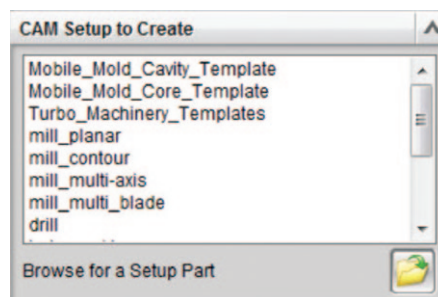 CAM Setup to Create
Mobile_Mold_Cavity_Template
Mobile_Mold_Core_Template
Turbo_Machinery_Templates
mill_planar
mill_contour
mill_multi-axis
mill_multi_blade
drill
Browse for a Setup Part